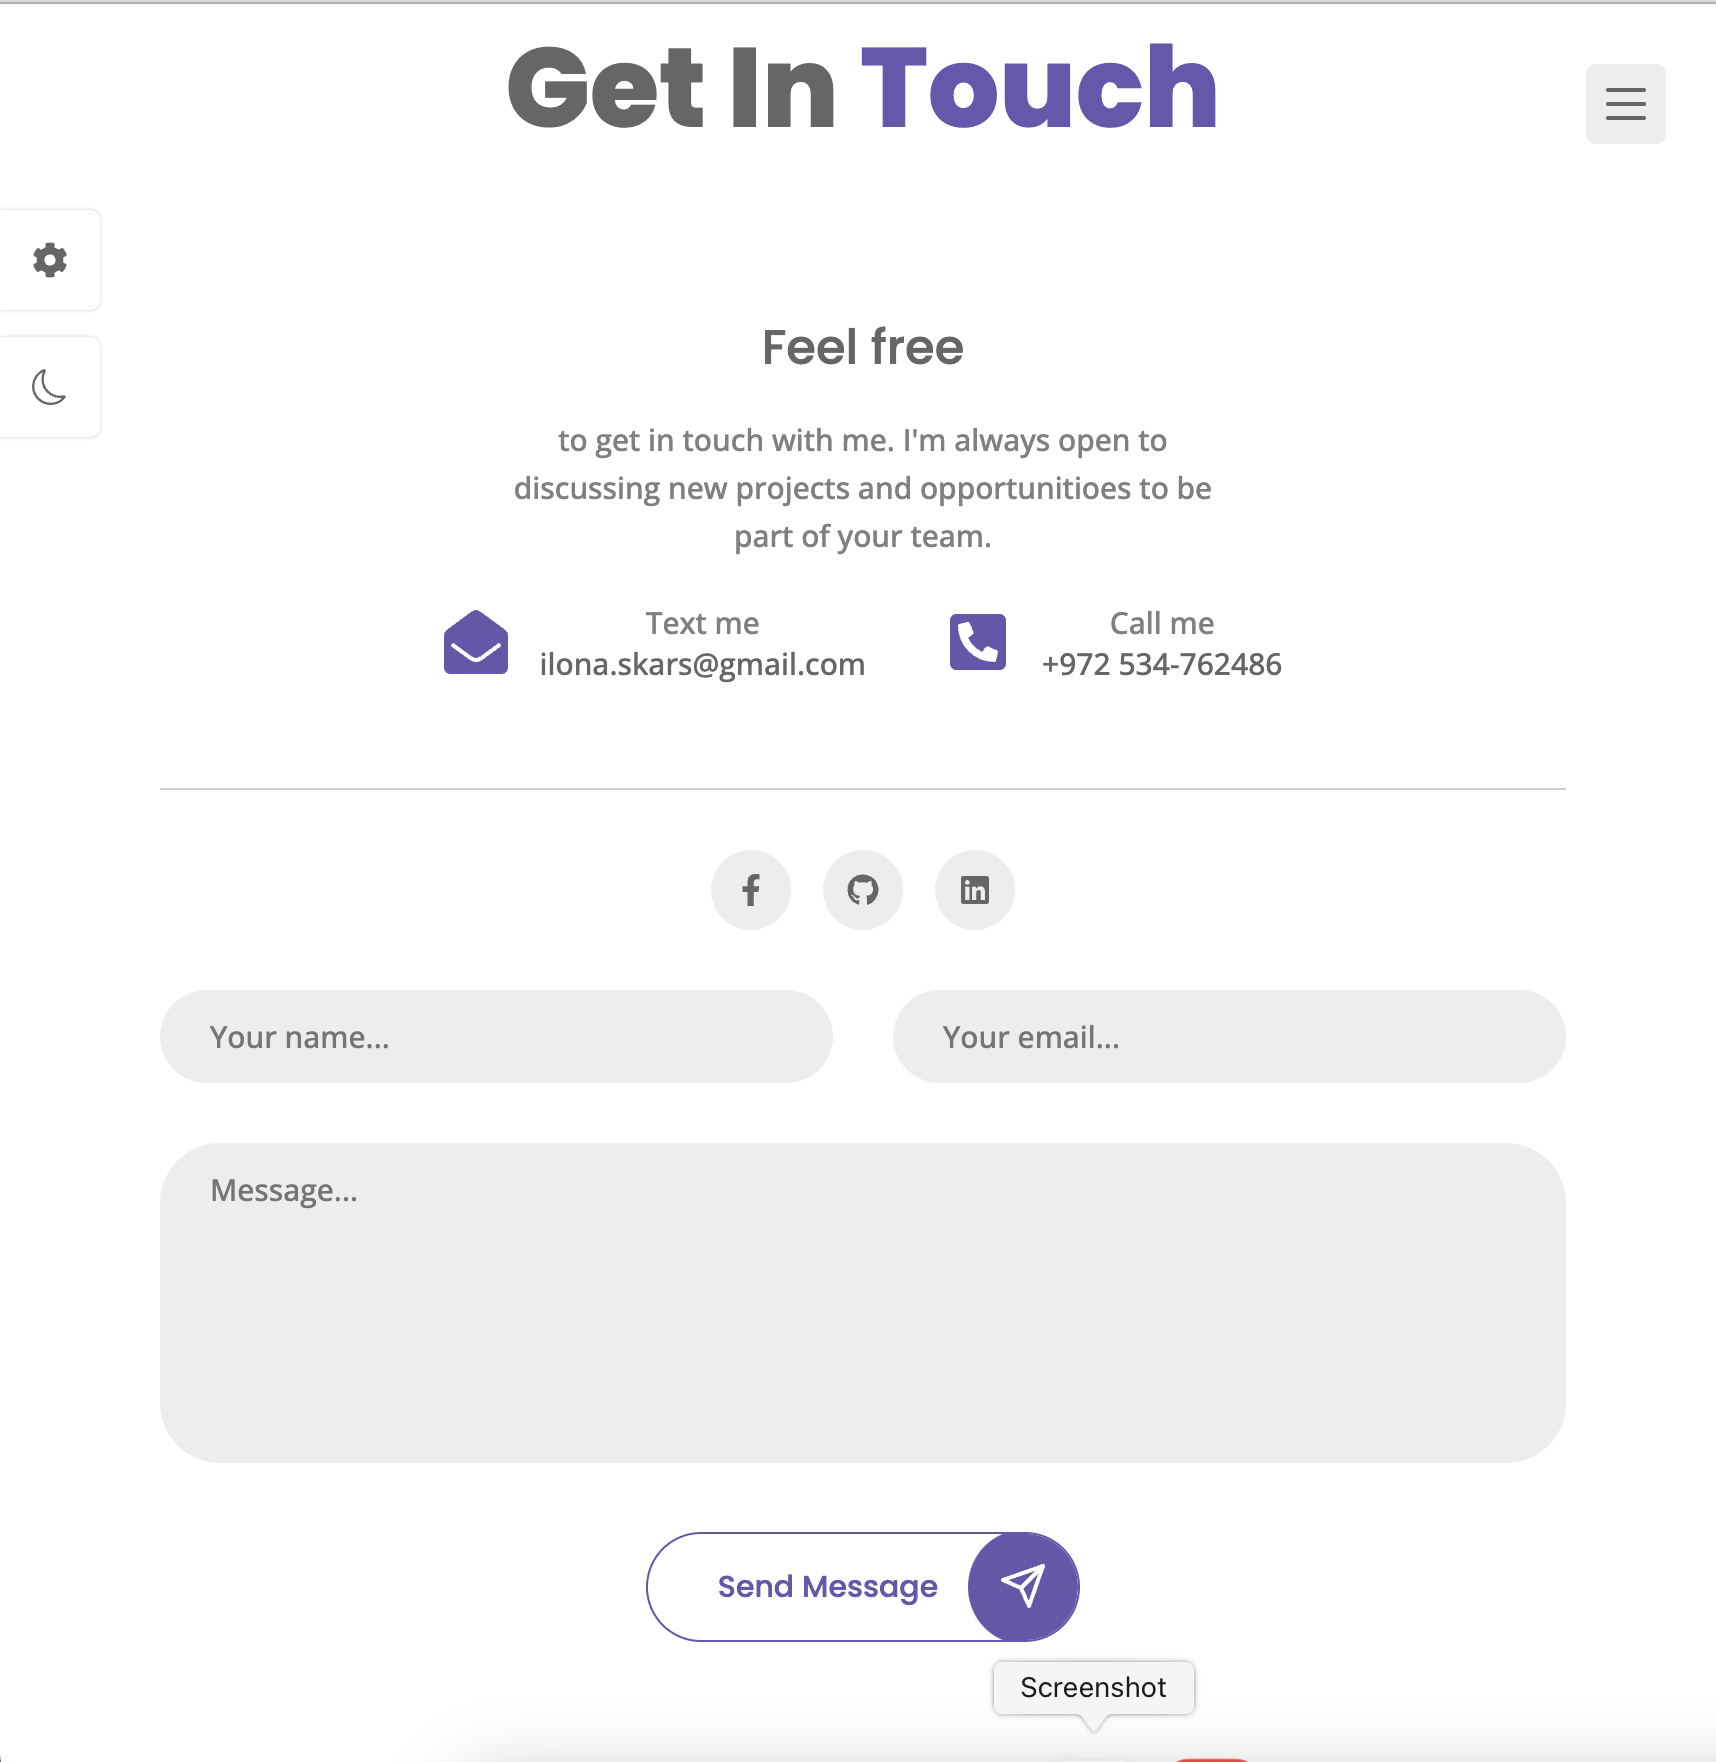 Get In Touch
Feel free
to get in touch with me. I'm always open to
discussing new projects and opportunitioes to be
part of your team.
Text me
ilona.skars@gmail.com
Call me
+972 534-762486
Your name...
Your email...
Message...
Send Message
Screenshot